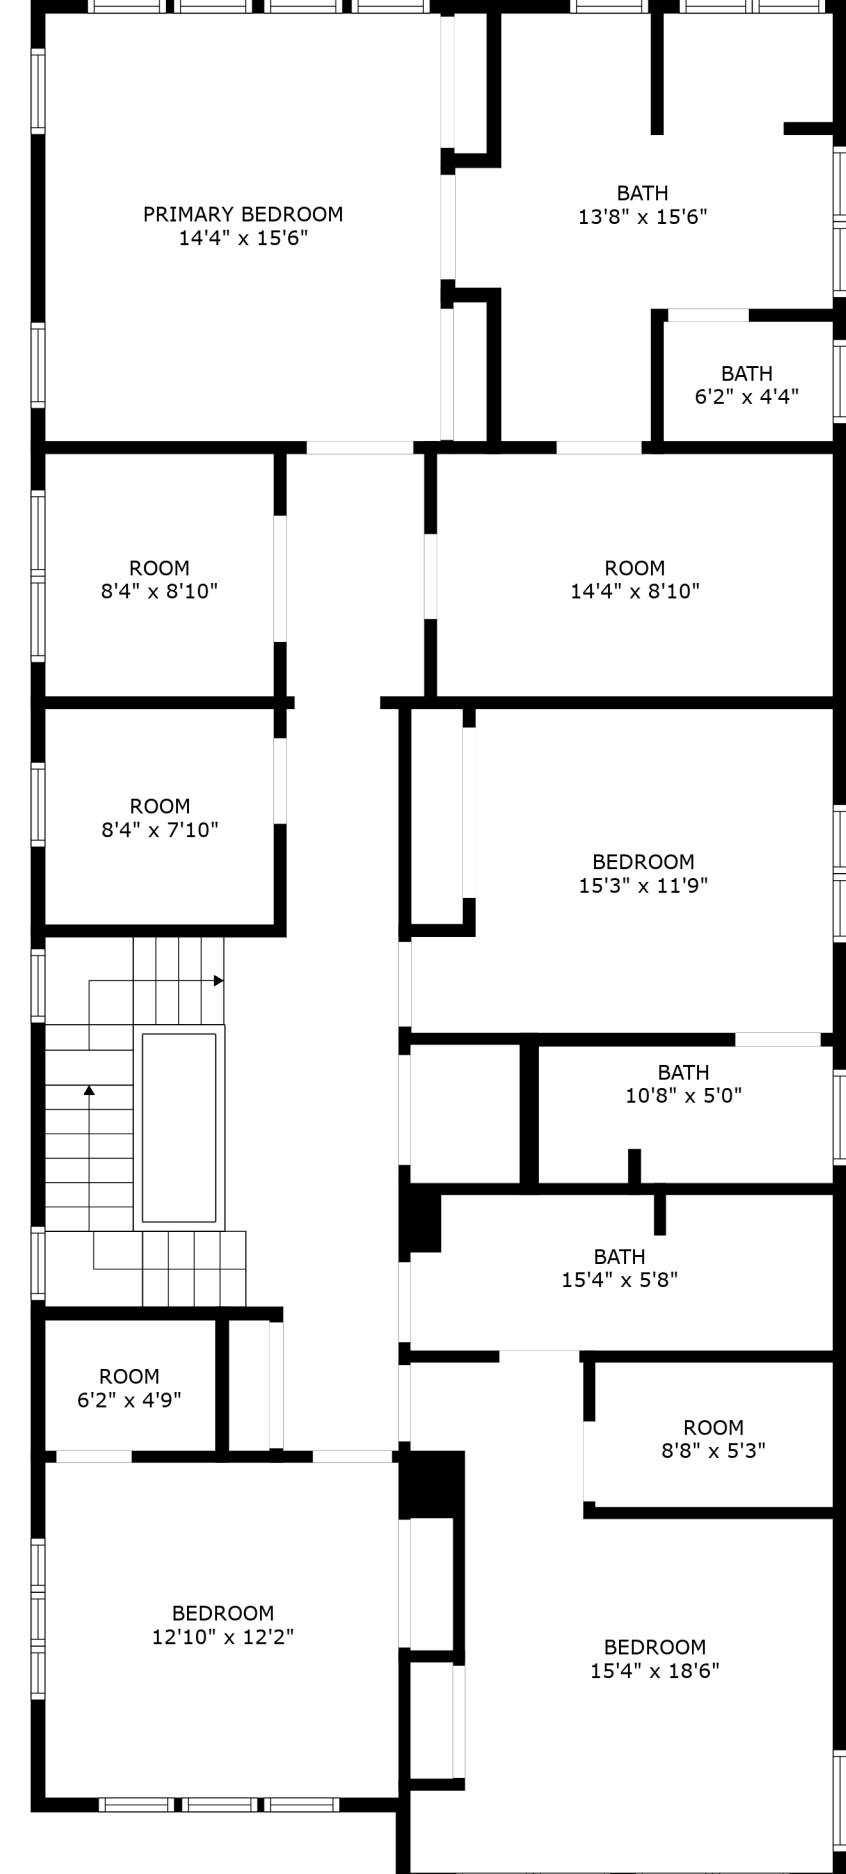 PRIMARY BEDROOM
14'4" x 15'6"
BATH
13'8" x 15'6"
BATH
6'2" x 4'4"
ROOM
8'4" x 8'10"
ROOM
14'4" x 8'10"
ROOM
8'4" x 7'10"
BEDROOM
15'3" x 11'9"
BATH
10'8" x 5'0"
BATH
15'4" x 5'8"
ROOM
6'2" x 4'9"
ROOM
8'8" x 5'3"
BEDROOM
12'10" x 12'2"
BEDROOM
15'4" x 18'6"